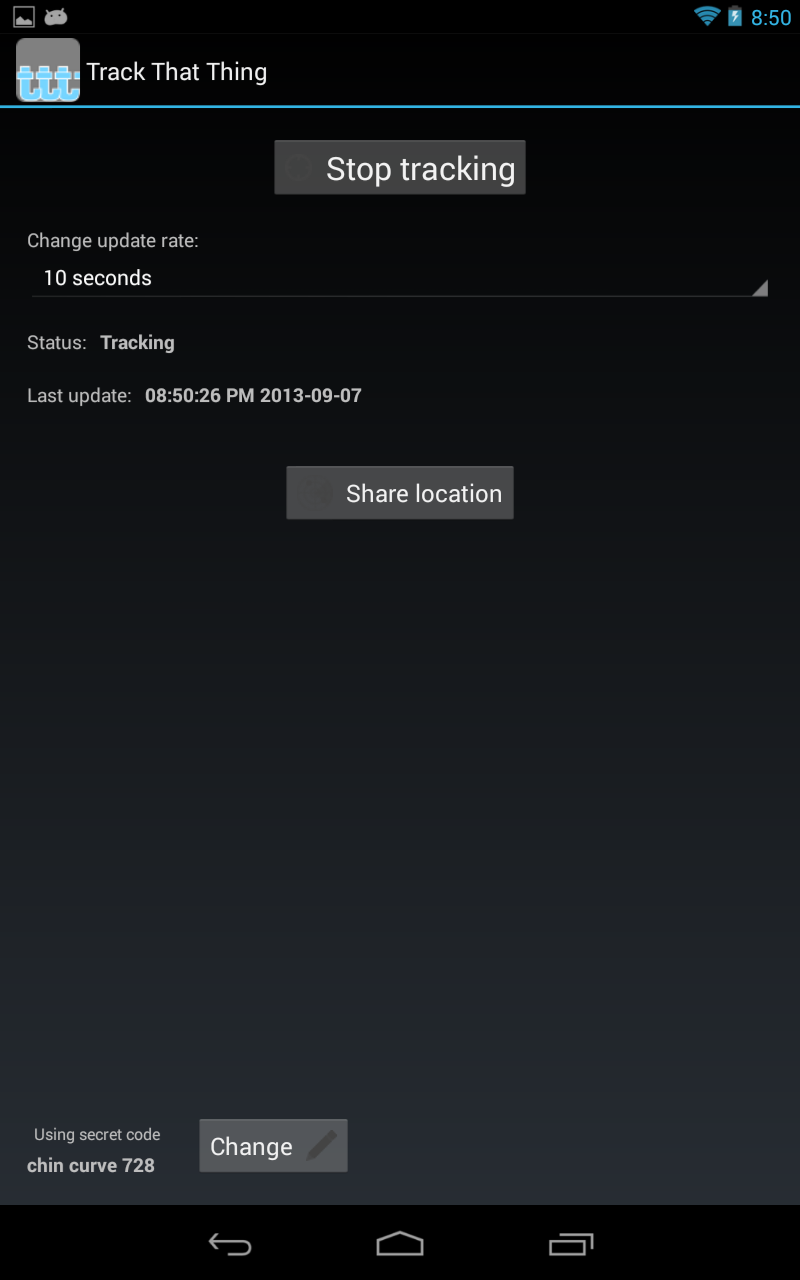 8:50
ttt
Track That Thing
Stop tracking
Change update rate:
10 seconds
Status: Tracking
Last update: 08:50:26 PM 2013-09-07
Share location
Using secret code
chin curve 728
Change